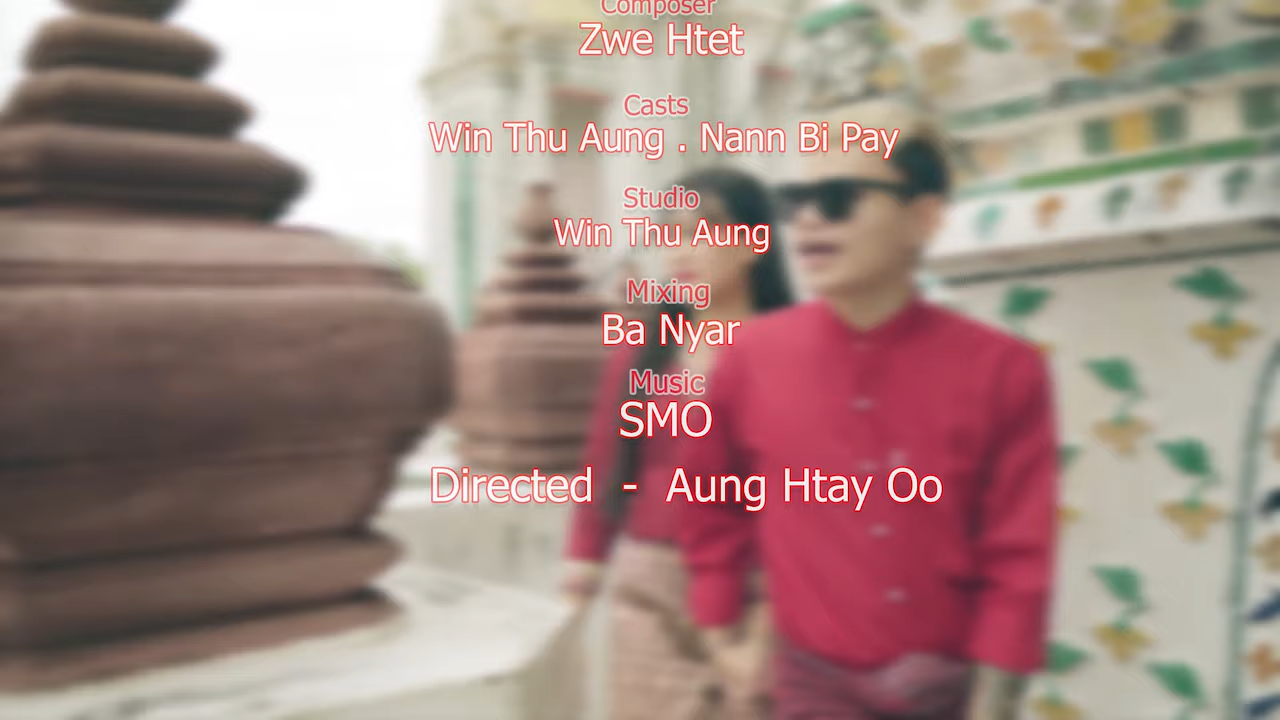 Composer
Zwe Htet
Casts
Win Thu Aung . Nann Bi Pay
Studio
Win Thu Aung
Mixing
Ba Nyar
Music
SMO
Directed - Aung Htay Oo